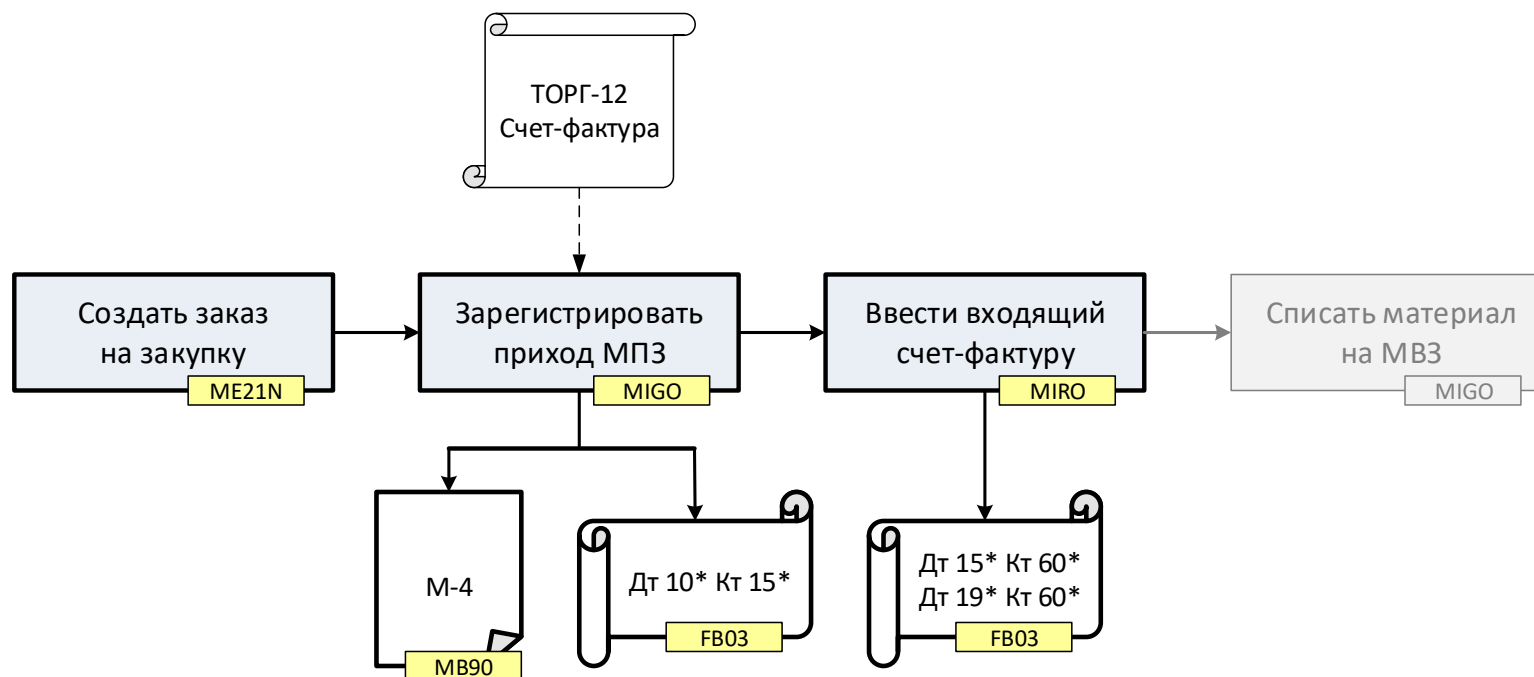 ТОРГ-12
Счет-фактура
Создать заказ
на закупку
ME21N
Зарегистрировать
приход МПЗ
MIGO
Ввести входящий
счет-фактуру
MIRO
Списать материал
на МВЗ
MIGO
М-4
MB90
Дт 10* Кт 15*
FB03
Дт 15* Кт 60*
Дт 19* Кт 60*
FB03